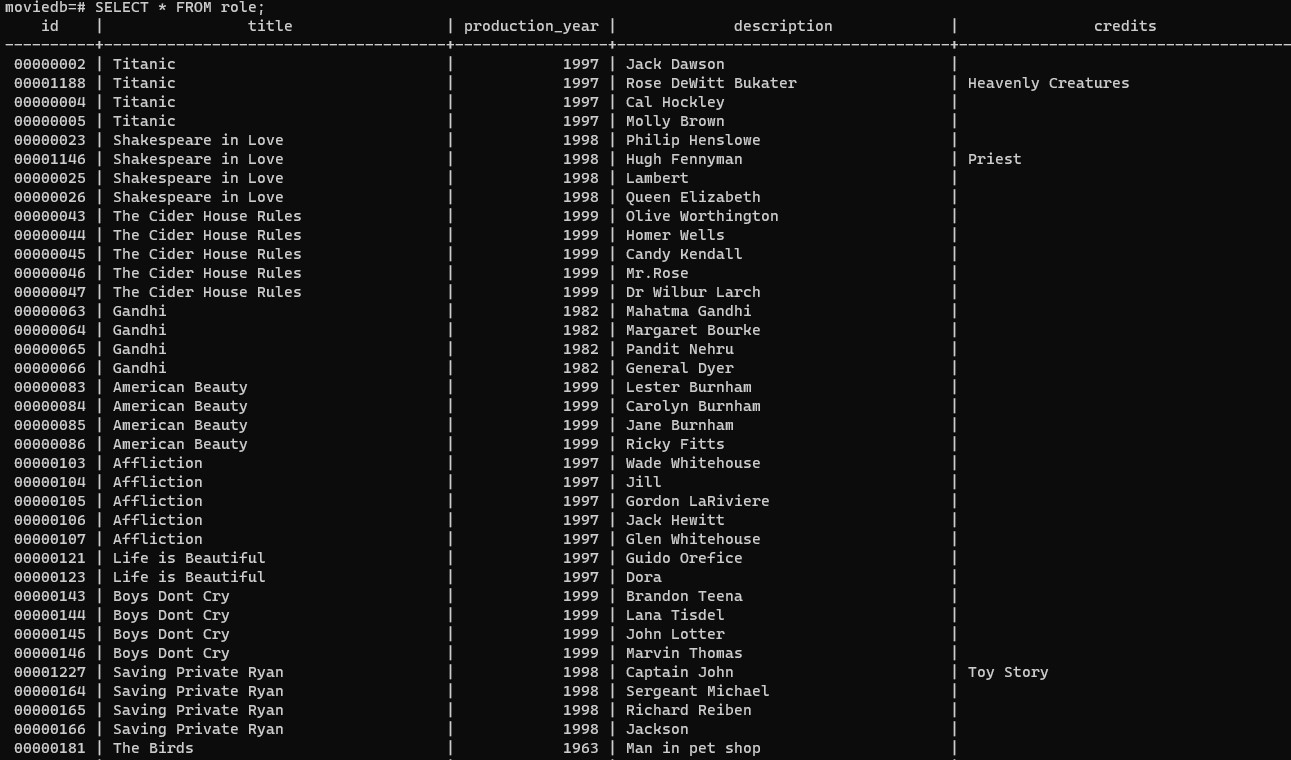 moviedb=# SELECT * FROM role;
id | title | production_year | description | credits
00000002 | Titanic | 1997 | Jack Dawson |
00001188 | Titanic | 1997 | Rose DeWitt Bukater | Heavenly Creatures
00000004 | Titanic | 1997 | Cal Hockley |
00000005 | Titanic | 1997 | Molly Brown |
00000023 | Shakespeare in Love | 1998 | Philip Henslowe |
00001146 | Shakespeare in Love | 1998 | Hugh Fennyman | Priest
00000025 | Shakespeare in Love | 1998 | Lambert |
00000026 | Shakespeare in Love | 1998 | Queen Elizabeth |
00000043 | The Cider House Rules | 1999 | Olive Worthington |
00000044 | The Cider House Rules | 1999 | Homer Wells |
00000045 | The Cider House Rules | 1999 | Candy Kendall |
00000046 | The Cider House Rules | 1999 | Mr.Rose |
00000047 | The Cider House Rules | 1999 | Dr Wilbur Larch |
00000063 | Gandhi | 1982 | Mahatma Gandhi |
00000064 | Gandhi | 1982 | Margaret Bourke |
00000065 | Gandhi | 1982 | Pandit Nehru |
00000066 | Gandhi | 1982 | General Dyer |
00000083 | American Beauty | 1999 | Lester Burnham |
00000084 | American Beauty | 1999 | Carolyn Burnham |
00000085 | American Beauty | 1999 | Jane Burnham |
00000086 | American Beauty | 1999 | Ricky Fitts |
00000103 | Affliction | 1997 | Wade Whitehouse |
00000104 | Affliction | 1997 | Jill |
00000105 | Affliction | 1997 | Gordon LaRiviere |
00000106 | Affliction | 1997 | Jack Hewitt |
00000107 | Affliction | 1997 | Glen Whitehouse |
00000121 | Life is Beautiful | 1997 | Guido Orefice |
00000123 | Life is Beautiful | 1997 | Dora |
00000143 | Boys Dont Cry | 1999 | Brandon Teena |
00000144 | Boys Dont Cry | 1999 | Lana Tisdel |
00000145 | Boys Dont Cry | 1999 | John Lotter |
00000146 | Boys Dont Cry | 1999 | Marvin Thomas |
00001227 | Saving Private Ryan | 1998 | Captain John | Toy Story
00000164 | Saving Private Ryan | 1998 | Sergeant Michael |
00000165 | Saving Private Ryan | 1998 | Richard Reiben |
00000166 | Saving Private Ryan | 1998 | Jackson |
00000181 | The Birds | 1963 | Man in pet shop |